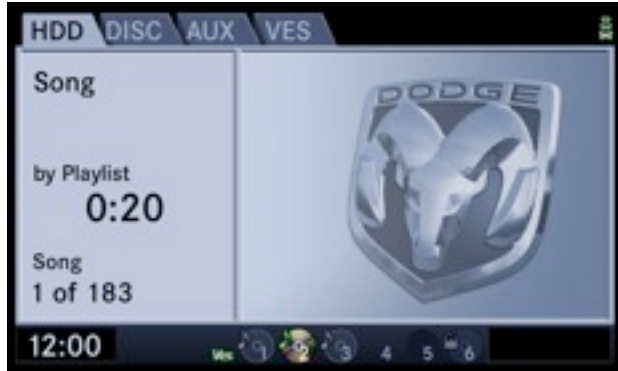 HDD DISC AUX VES
DODGE
Song
by Playlist
0:20
Song
1 of 183
12:00 Ves 1 2 3 4 5 6